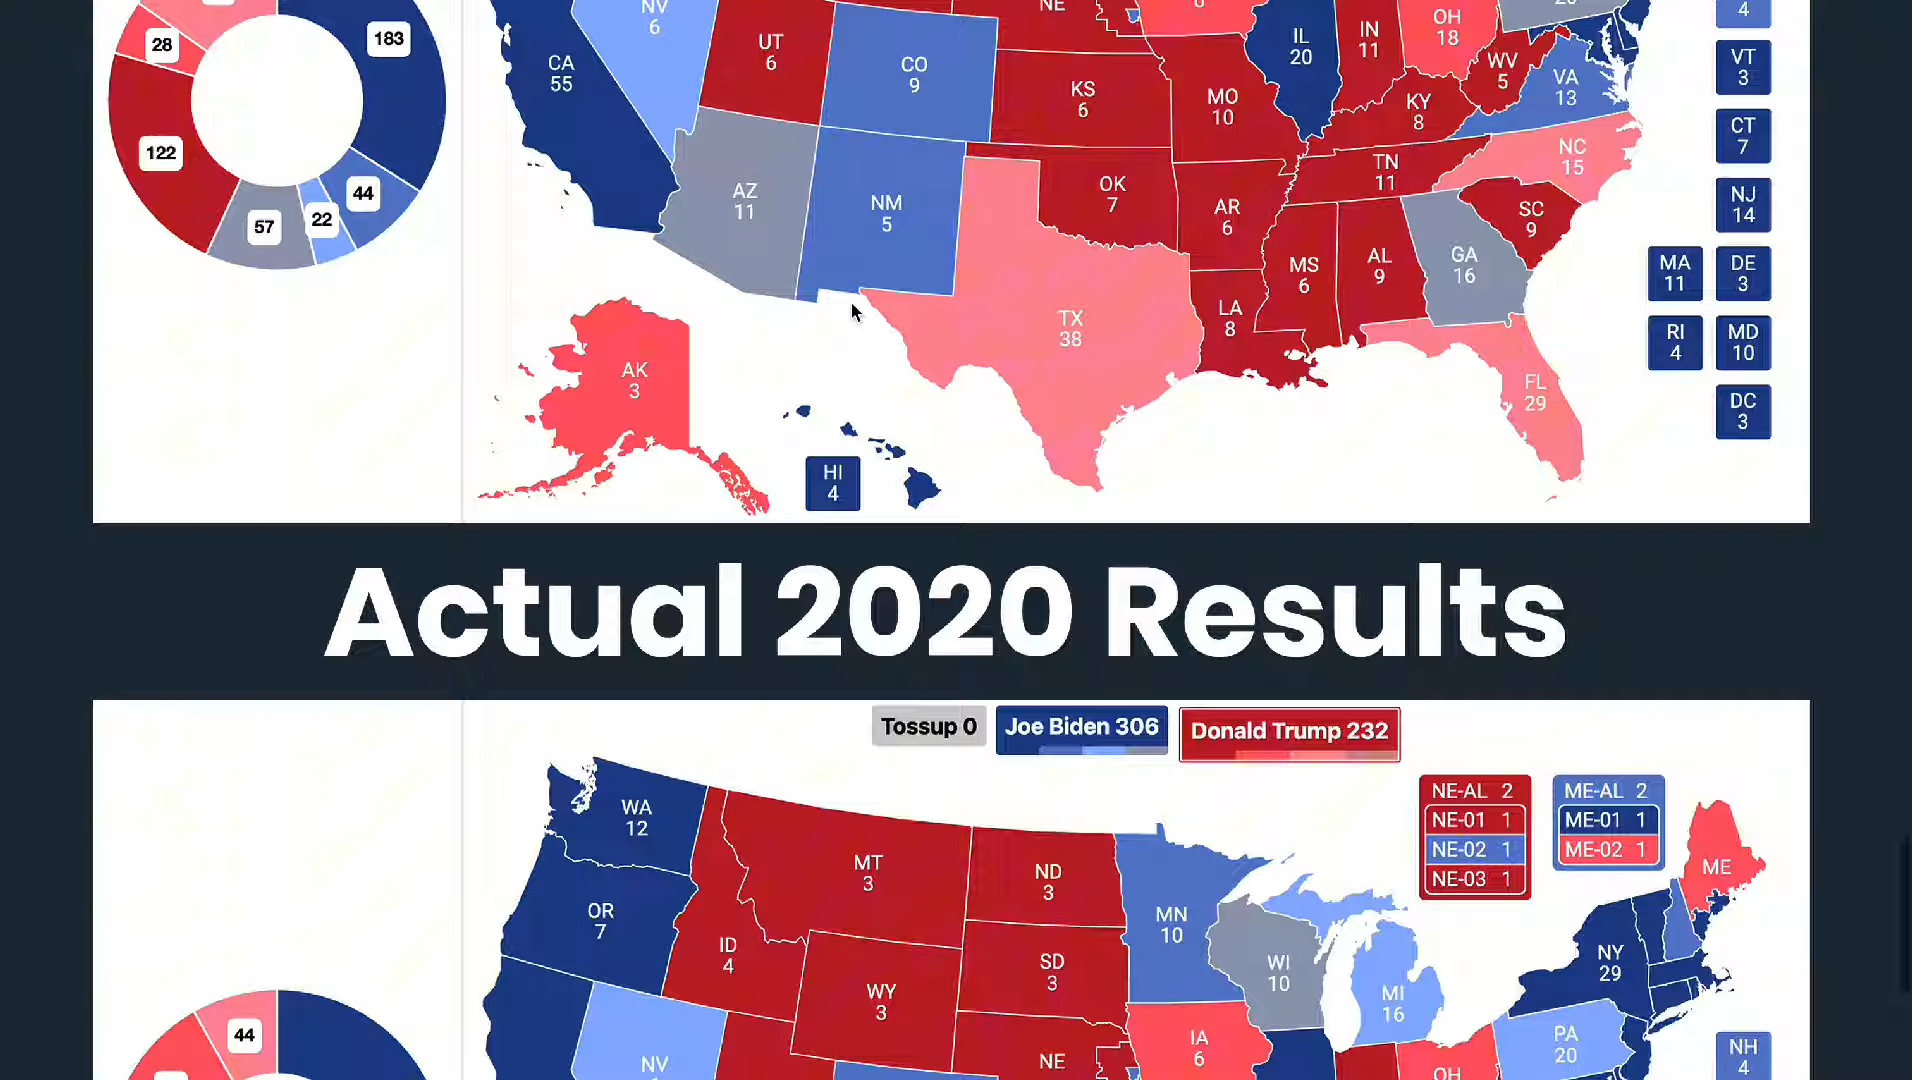 NV
6
NE
6
OH
18
20
4
28
183
UT
6
CA
55
CO
9
KS
6
MO
10
IL
20
IN
11
WV
5
VA
13
KY
8
VT
3
122
AZ
11
NM
5
OK
7
AR
6
TN
11
NC
15
CT
7
57
22
44
SC
9
NJ
14
TX
38
LA
8
MS
6
AL
9
GA
16
MA
11
DE
3
AK
3
FL
29
RI
4
MD
10
HI
4
DC
3
Actual 2020 Results
Tossup 0
Joe Biden 306
Donald Trump 232
NE-AL 2
NE-01 1
NE-02 1
NE-03 1
ME-AL 2
ME-01 1
ME-02 1
WA
12
MT
3
ND
3
MN
10
ME
OR
7
ID
4
WY
3
SD
3
WI
10
MI
16
NY
29
44
NV
NE
IA
6
OH
PA
20
NH
4